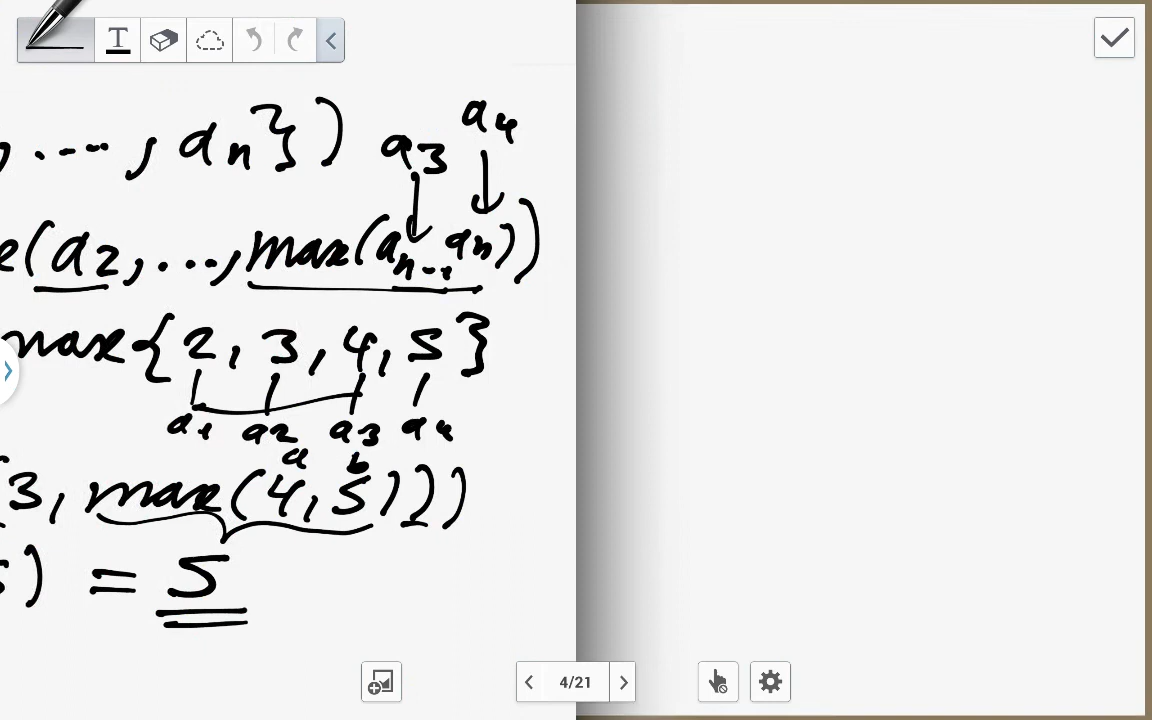 T
, ..., an})
a3 a4
(a2, ..., max(an-1 an))
max{2, 3, 4, 5}
a1 a2 a3 a4
a b
3, max(4, 5)))
) = 5
4/21